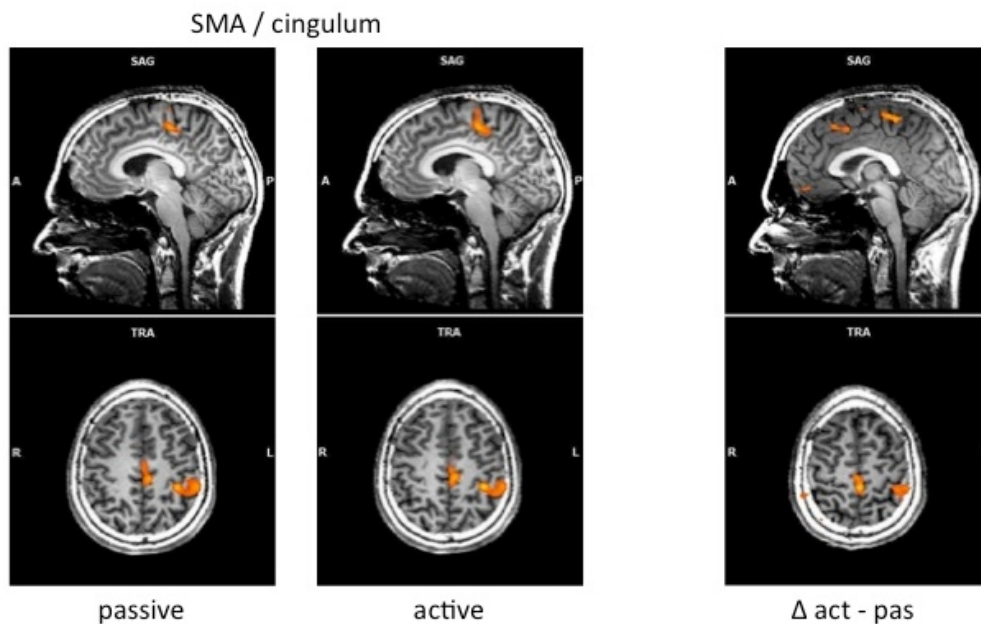 SMA / cingulum
SAG
SAG
SAG
A
P
A
P
A
TRA
TRA
TRA
R
L
R
L
R
passive
active
Δ act - pas